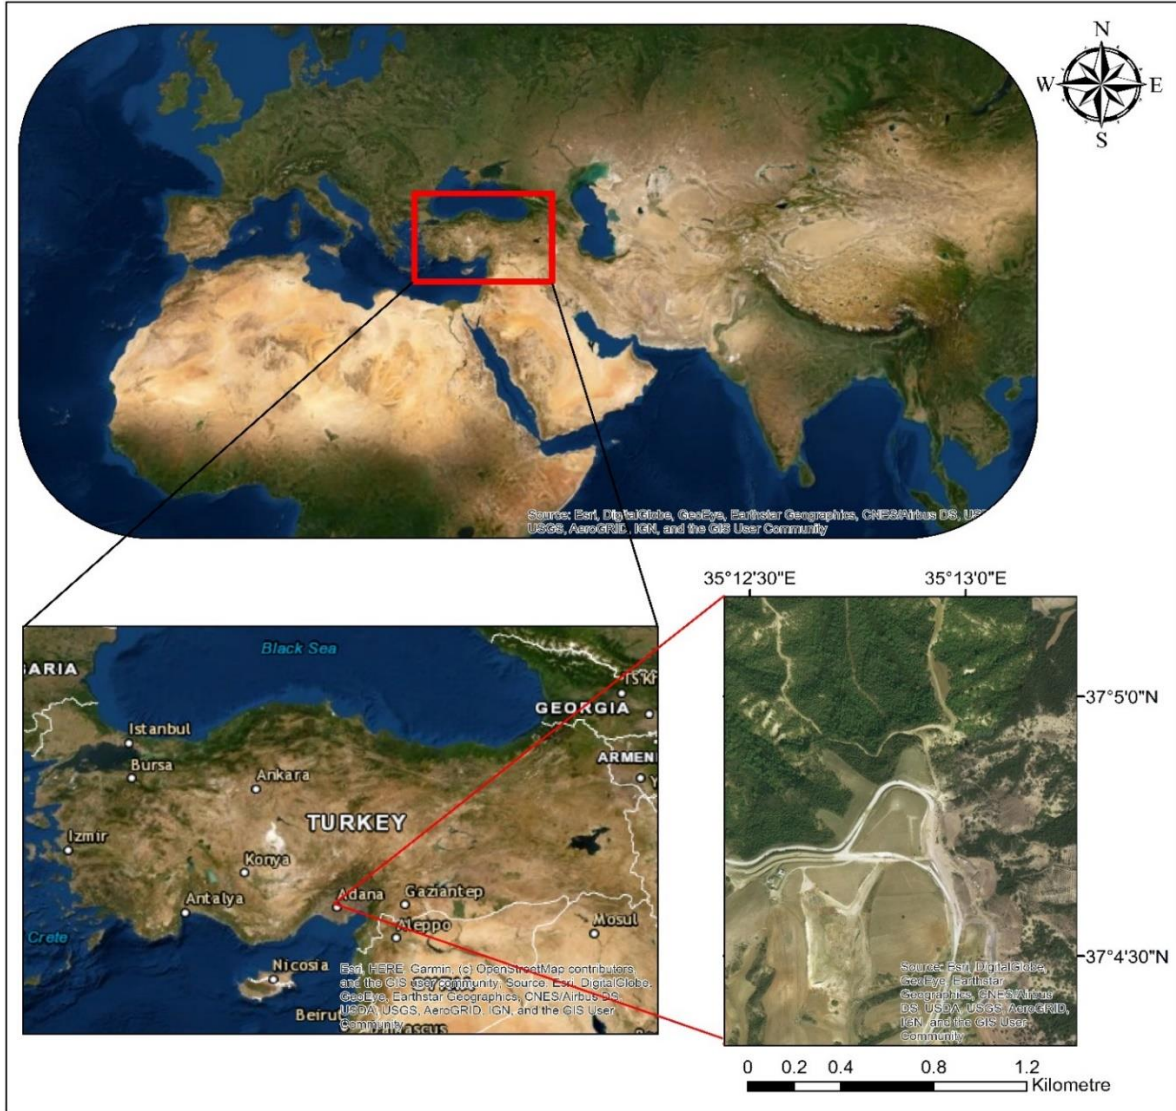 N
W E
S
Source: Esri, DigitalGlobe, GeoEye, Earthstar Geographics, CNES/Airbus DS,
USGS, AeroGRID, IGN, and the GIS User Community
35°12'30"E 35°13'0"E
Black Sea
ARIA
GEORGIA
Istanbul
ARMENI
Bursa
Ankara
TURKEY
Izmir
Konya
Antalya
Adana
Gaziantep
Aleppo
Mosul
Crete
Nicosia
Beirut
Esri, HERE, Garmin, (c) OpenStreetMap contributors,
and the GIS user community, Source: Esri, DigitalGlobe,
GeoEye, Earthstar Geographics, CNES/Airbus DS,
USDA, USGS, AeroGRID, IGN, and the GIS User
Community
ascus
37°5'0"N
37°4'30"N
Source: Esri, DigitalGlobe,
GeoEye, Earthstar
Geographics, CNES/Airbus
DS, USDA, USGS, AeroGRID,
IGN, and the GIS User
Community
0 0.2 0.4 0.8 1.2
Kilometre